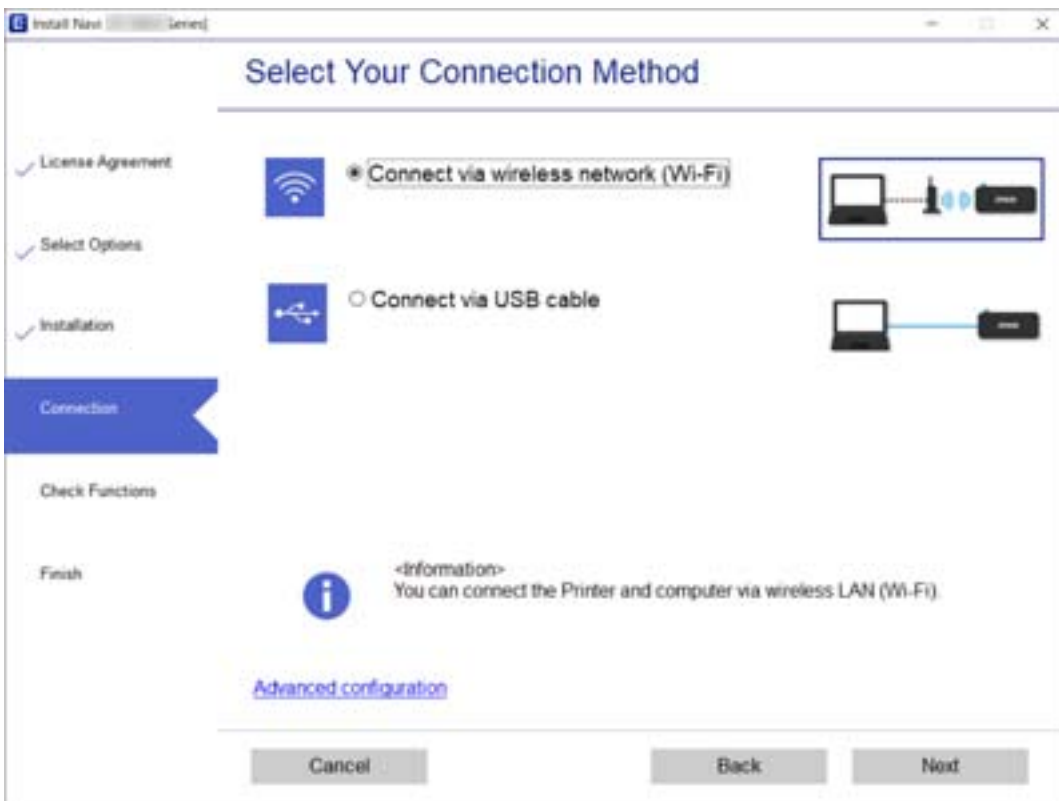 Install Navi
Series]
Select Your Connection Method
License Agreement
Select Options
Installation
Connection
Check Functions
Finish
Connect via wireless network (Wi-Fi)
Connect via USB cable
<Information>
You can connect the Printer and computer via wireless LAN (Wi-Fi).
Advanced configuration
Cancel
Back
Next